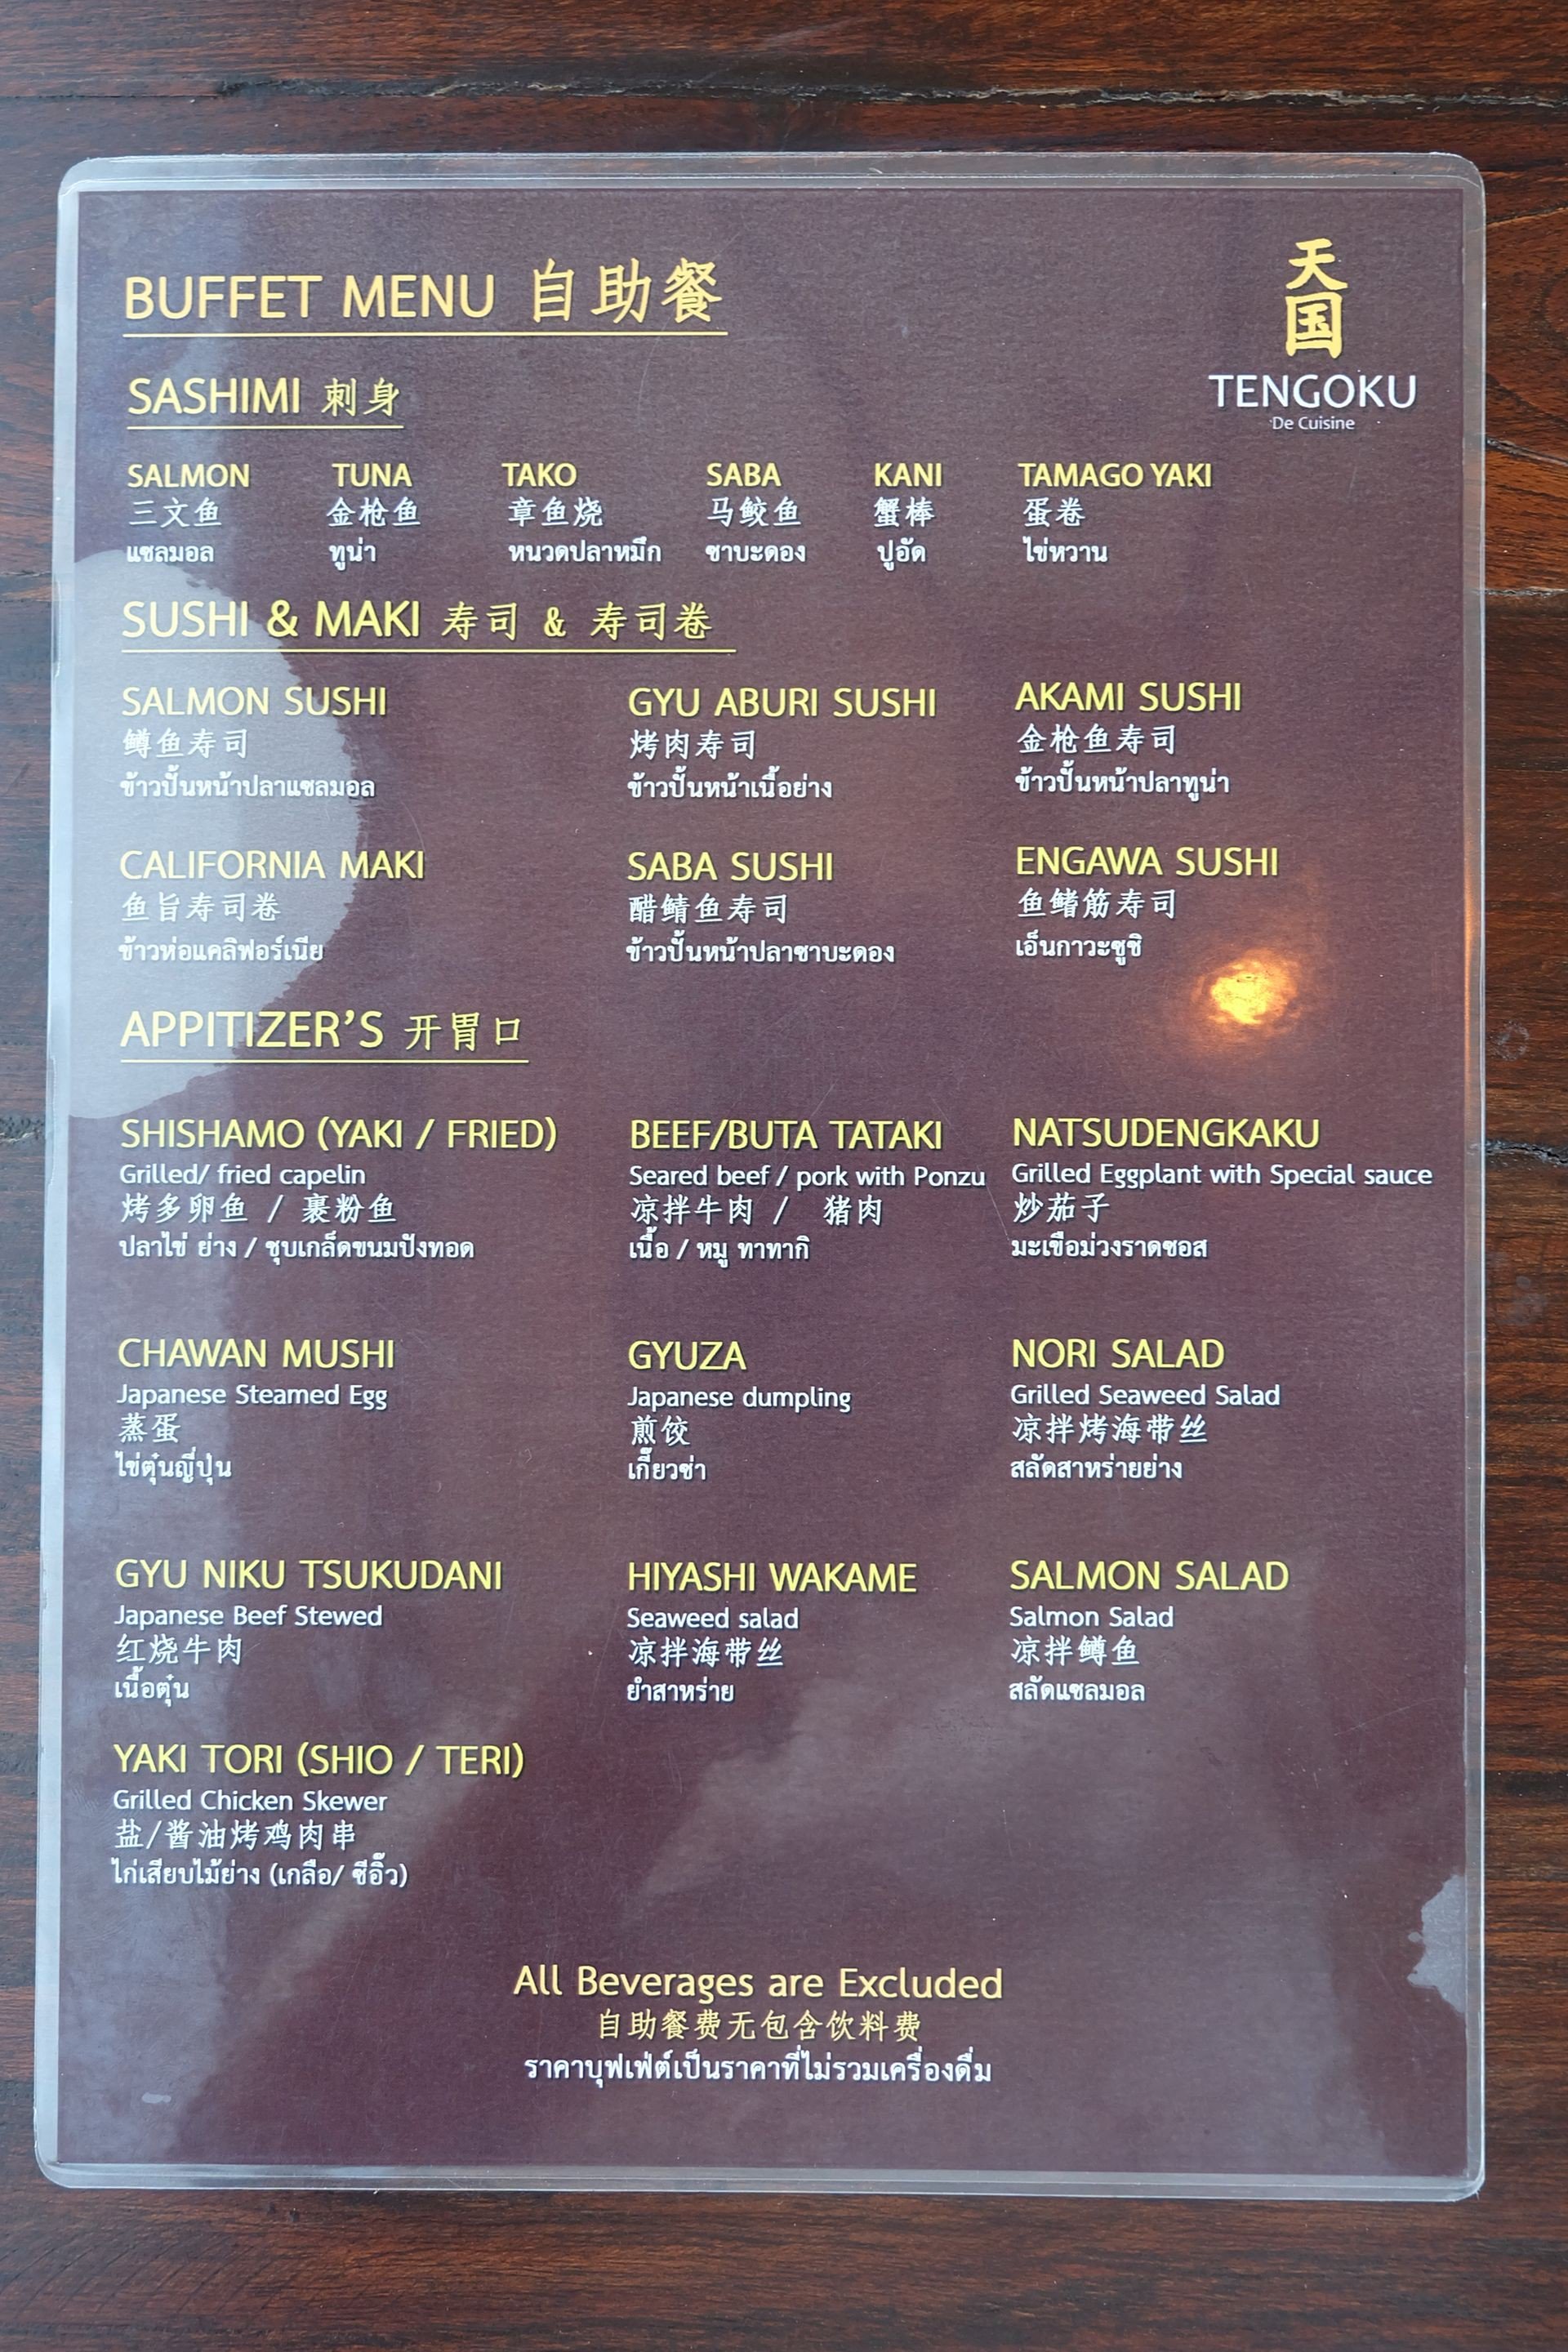 BUFFET MENU 自助餐
天
国
TENGOKU
De Cuisine
SASHIMI 刺身
SALMON TUNA TAKO SABA KANI TAMAGO YAKI
三文鱼 金枪鱼 章鱼烧 马鲛鱼 蟹棒 蛋卷
แซลมอล ทูน่า หนวดปลาหมึก ซาบะดอง ปูอัด ไข่หวาน
SUSHI & MAKI 寿司 & 寿司卷
SALMON SUSHI
鳟鱼寿司
ข้าวปั้นหน้าปลาแซลมอล
GYU ABURI SUSHI
烤肉寿司
ข้าวปั้นหน้าเนื้อย่าง
AKAMI SUSHI
金枪鱼寿司
ข้าวปั้นหน้าปลาทูน่า
CALIFORNIA MAKI
鱼旨寿司卷
ข้าวห่อแคลิฟอร์เนีย
SABA SUSHI
醋鲭鱼寿司
ข้าวปั้นหน้าปลาซาบะดอง
ENGAWA SUSHI
鱼鳍筋寿司
เอ็นกาวะซูชิ
APPITIZER’S 开胃口
SHISHAMO (YAKI / FRIED)
Grilled/ fried capelin
烤多卵鱼 / 裹粉鱼
ปลาไข่ ย่าง / ชุบเกล็ดขนมปังทอด
BEEF/BUTA TATAKI
Seared beef / pork with Ponzu
凉拌牛肉 / 猪肉
เนื้อ / หมู ทาทากิ
NATSUDENGKAKU
Grilled Eggplant with Special sauce
炒茄子
มะเขือม่วงราดซอส
CHAWAN MUSHI
Japanese Steamed Egg
蒸蛋
ไข่ตุ๋นญี่ปุ่น
GYUZA
Japanese dumpling
煎饺
เกี๊ยวซ่า
NORI SALAD
Grilled Seaweed Salad
凉拌烤海带丝
สลัดสาหร่ายย่าง
GYU NIKU TSUKUDANI
Japanese Beef Stewed
红烧牛肉
เนื้อตุ๋น
HIYASHI WAKAME
Seaweed salad
凉拌海带丝
ยำสาหร่าย
SALMON SALAD
Salmon Salad
凉拌鳟鱼
สลัดแซลมอล
YAKI TORI (SHIO / TERI)
Grilled Chicken Skewer
盐/酱油烤鸡肉串
ไก่เสียบไม้ย่าง (เกลือ/ ซีอิ๊ว)
All Beverages are Excluded
自助餐费无包含饮料费
ราคาบุฟเฟ่ต์เป็นราคาที่ไม่รวมเครื่องดื่ม